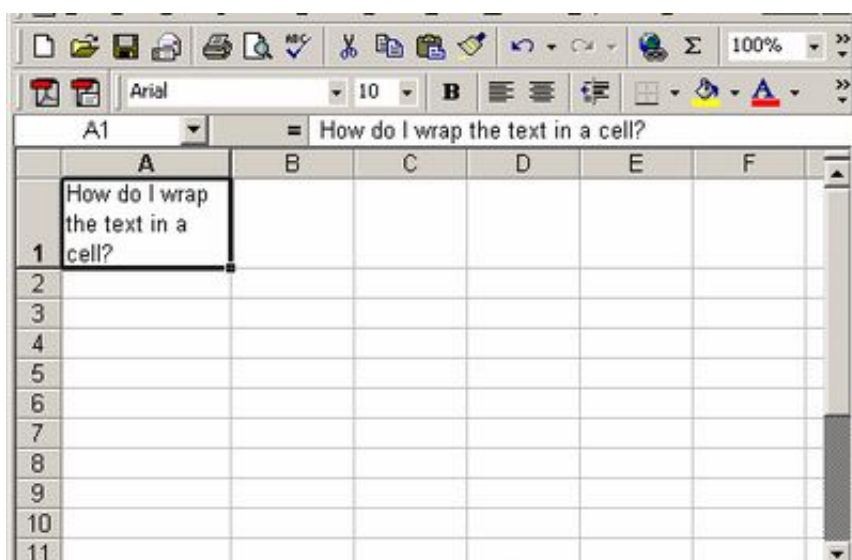 ABC
Σ 100%
Arial 10 B A
A1 = How do I wrap the text in a cell?
A B C D E F
How do I wrap
the text in a
1 cell?
2
3
4
5
6
7
8
9
10
11